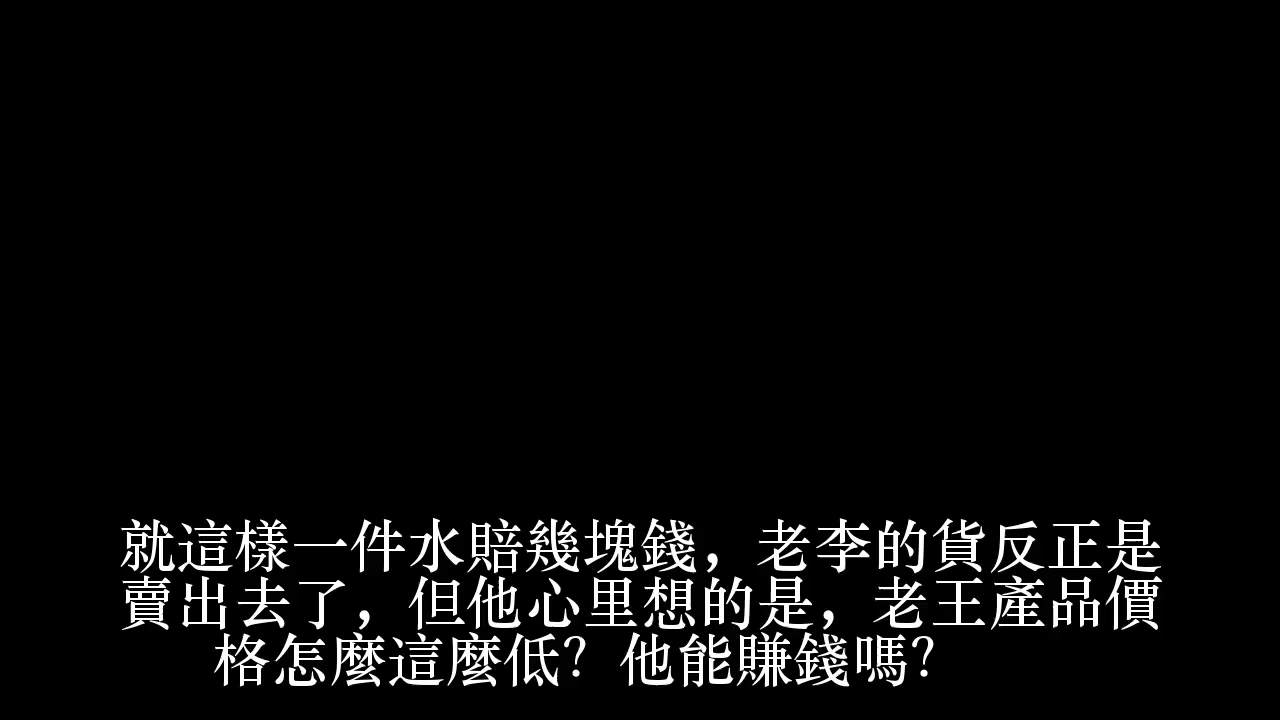 就這樣一件水賠幾塊錢，老李的貨反正是
賣出去了，但他心里想的是，老王產品價
格怎麼這麼低？他能賺錢嗎？